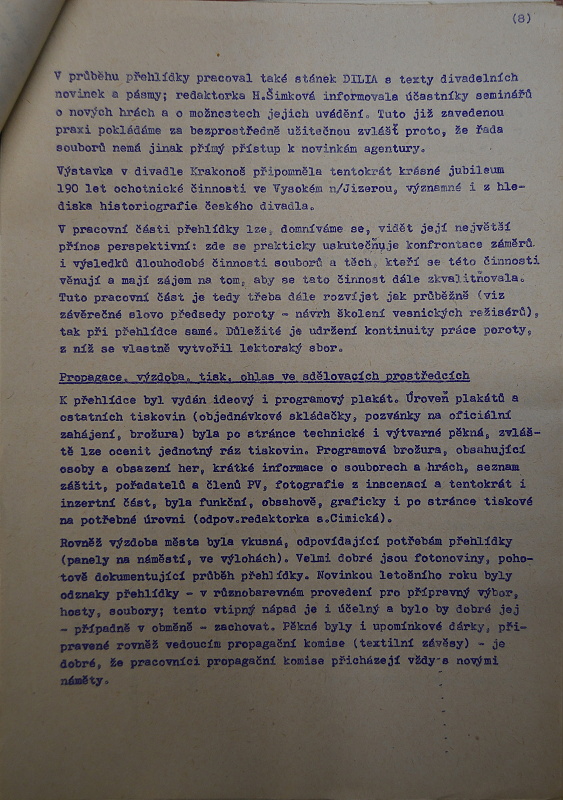 (8)
V průběhu přehlídky pracoval také stánek DILIA s texty divadelních
novinek a pásmy; redaktorka H.Šimková informovala účastníky seminářů
o nových hrách a o možnostech jejich uvádění. Tuto již zavedenou
praxi pokládáme za bezprostředně užitečnou zvlášť proto, že řada
souborů nemá jinak přímý přístup k novinkám agentury.
Výstavka v divadle Krakonoš připomněla tentokrát krásné jubileum
190 let ochotnické činnosti ve Vysokém n/Jizerou, významné i z hle-
diska historiografie českého divadla.
V pracovní části přehlídky lze, domníváme se, vidět její největší
přínos perspektivní: zde se prakticky uskutečňuje konfrontace záměrů
i výsledků dlouhodobé činnosti souborů a těch, kteří se této činnosti
věnují a mají zájem na tom, aby se tato činnost dále zkvalitňovala.
Tuto pracovní část je tedy třeba dále rozvíjet jak průběžně (viz
závěrečné slovo předsedy poroty - návrh školení vesnických režisérů),
tak při přehlídce samé. Důležité je udržení kontinuity práce poroty,
z níž se vlastně vytvořil lektorský sbor.
Propagace, výzdoba, tisk, ohlas ve sdělovacích prostředcích
K přehlídce byl vydán ideový i programový plakát. Úroveň plakátů a
ostatních tiskovin (objednávkové skládačky, pozvánky na oficiální
zahájení, brožura) byla po stránce technické i výtvarné pěkná, zvláš-
tě lze ocenit jednotný ráz tiskovin. Programová brožura, obsahující
osoby a obsazení her, krátké informace o souborech a hrách, seznam
záštit, pořadatelů a členů PV, fotografie z inscenací a tentokrát i
inzertní část, byla funkční, obsahově, graficky i po stránce tiskové
na potřebné úrovni (odpov.redaktorka s.Cimická).
Rovněž výzdoba města byla vkusná, odpovídající potřebám přehlídky
(panely na náměstí, ve výlohách). Velmi dobré jsou fotonoviny, poho-
tově dokumentující průběh přehlídky. Novinkou letošního roku byly
odznaky přehlídky - v různobarevném provedení pro přípravný výbor,
hosty, soubory; tento vtipný nápad je i účelný a bylo by dobré jej
- případně v obměně - zachovat. Pěkné byly i upomínkové dárky, při-
pravené rovněž vedoucím propagační komise (textilní závěsy) - je
dobré, že pracovníci propagační komise přicházejí vždy s novými
náměty.